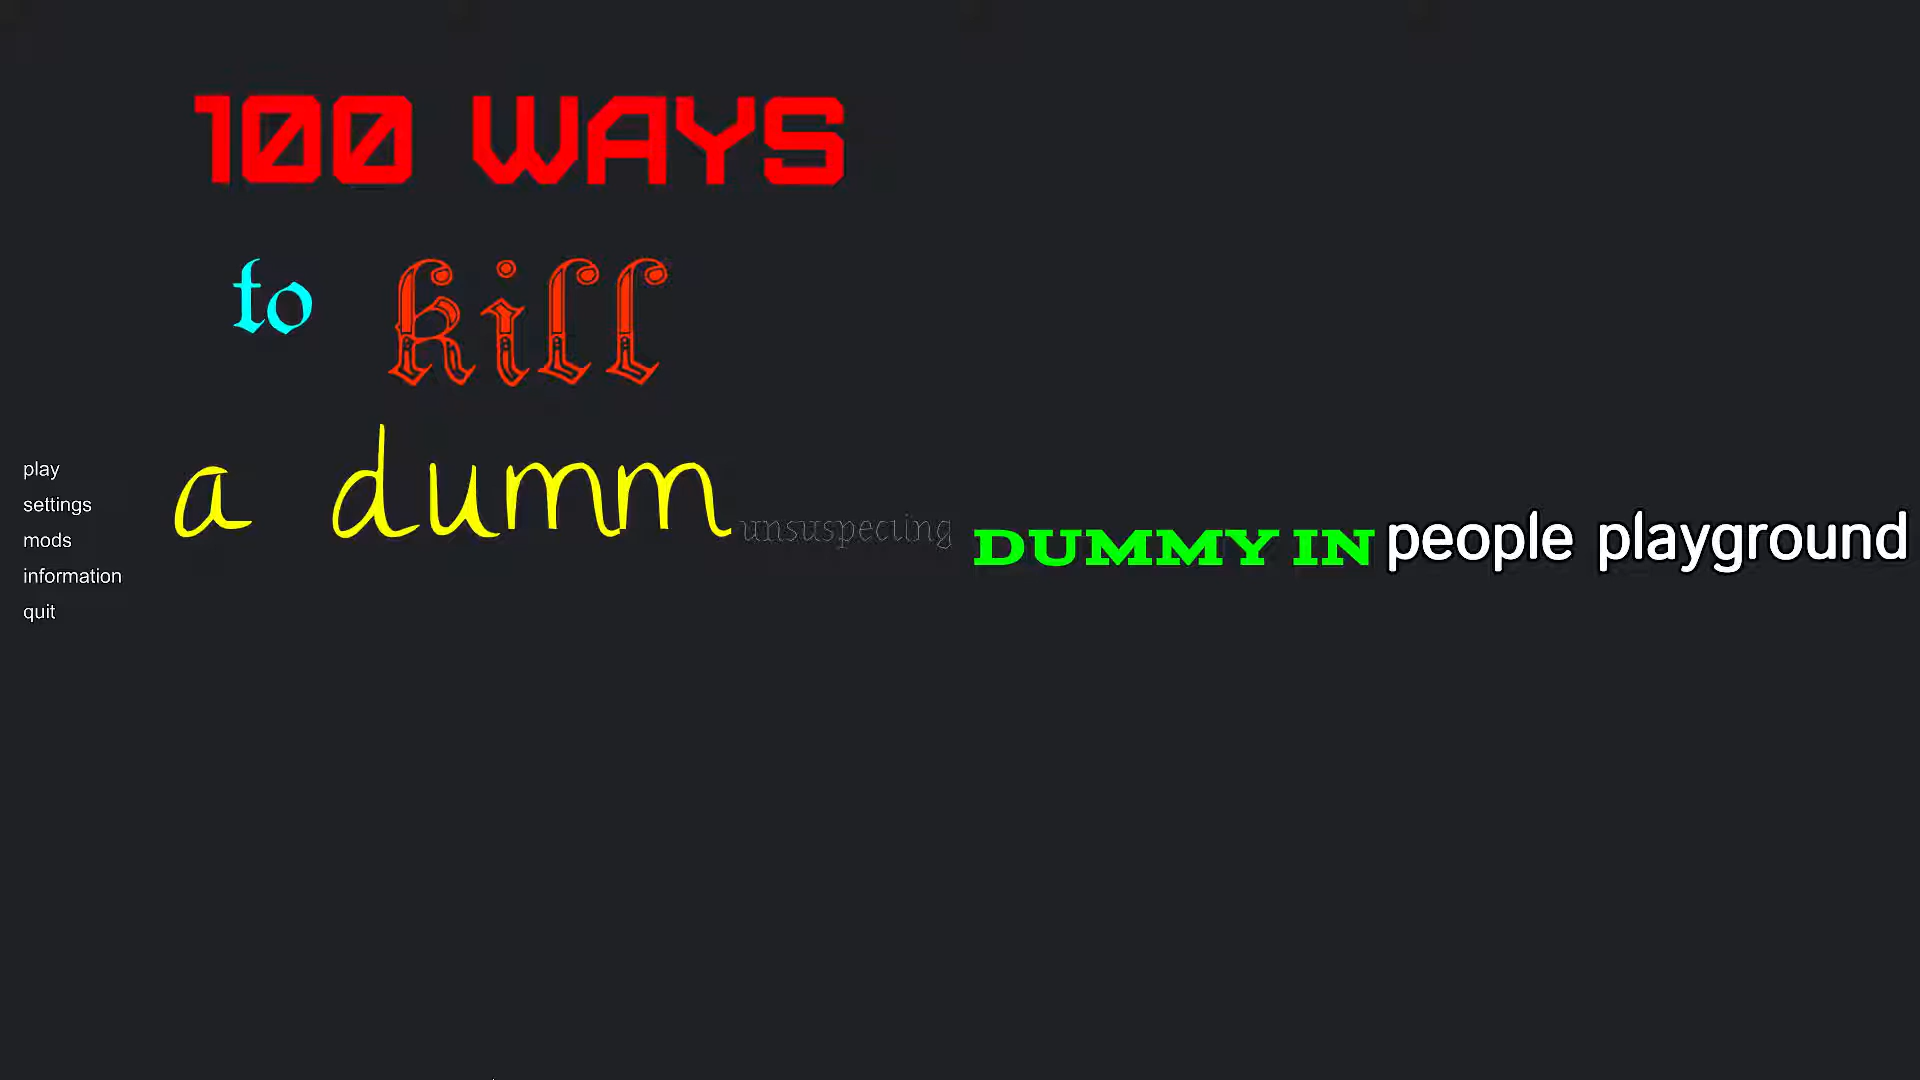 100 WAYS
to kill
a dumm unsuspecting DUMMY IN people playground
play
settings
mods
information
quit